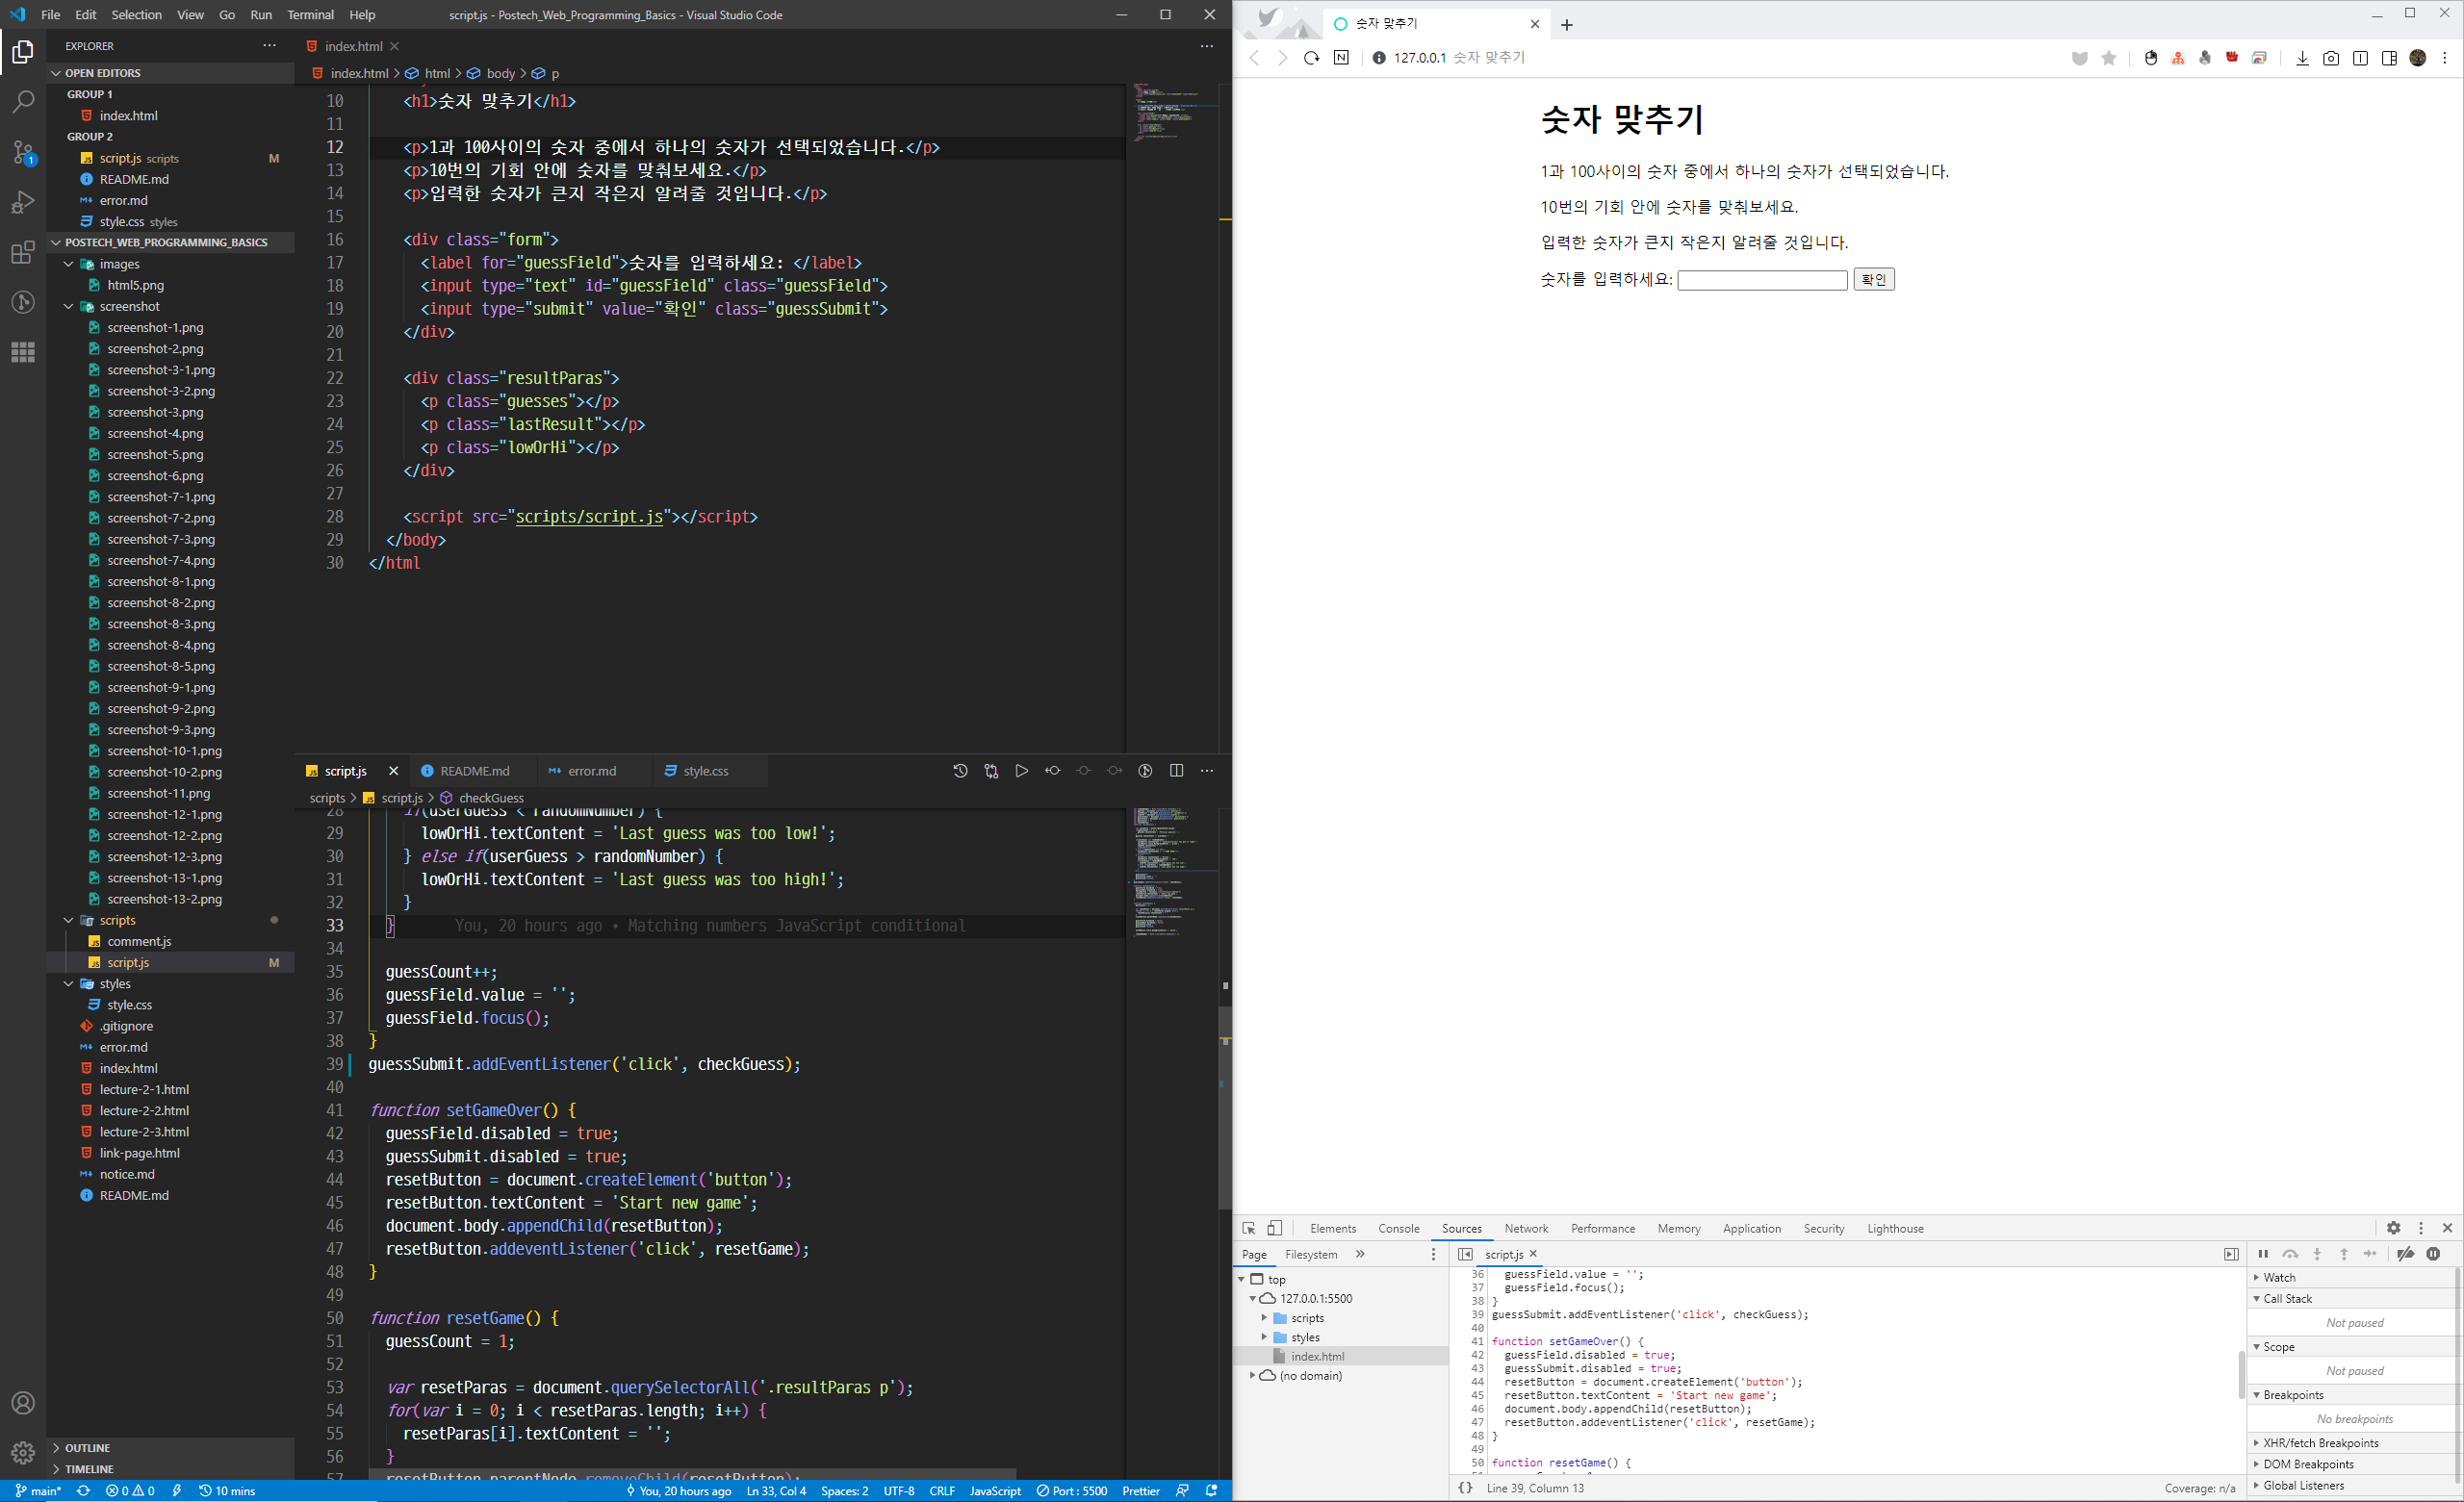 File Edit Selection View Go Run Terminal Help script.js - Postech_Web_Programming_Basics - Visual Studio Code
EXPLORER
OPEN EDITORS
GROUP 1
index.html
GROUP 2
script.js scripts M
README.md
error.md
style.css styles
POSTECH_WEB_PROGRAMMING_BASICS
images
html5.png
screenshot
screenshot-1.png
screenshot-2.png
screenshot-3-1.png
screenshot-3-2.png
screenshot-3.png
screenshot-4.png
screenshot-5.png
screenshot-6.png
screenshot-7-1.png
screenshot-7-2.png
screenshot-7-3.png
screenshot-7-4.png
screenshot-8-1.png
screenshot-8-2.png
screenshot-8-3.png
screenshot-8-4.png
screenshot-8-5.png
screenshot-9-1.png
screenshot-9-2.png
screenshot-9-3.png
screenshot-10-1.png
screenshot-10-2.png
screenshot-11.png
screenshot-12-1.png
screenshot-12-2.png
screenshot-12-3.png
screenshot-13-1.png
screenshot-13-2.png
scripts
comment.js
script.js M
styles
style.css
.gitignore
error.md
index.html
lecture-2-1.html
lecture-2-2.html
lecture-2-3.html
link-page.html
notice.md
README.md
OUTLINE
TIMELINE
index.html
index.html > html > body > p
10 <h1>숫자 맞추기</h1>
11
12 <p>1과 100사이의 숫자 중에서 하나의 숫자가 선택되었습니다.</p>
13 <p>10번의 기회 안에 숫자를 맞춰보세요.</p>
14 <p>입력한 숫자가 큰지 작은지 알려줄 것입니다.</p>
15
16 <div class="form">
17 <label for="guessField">숫자를 입력하세요: </label>
18 <input type="text" id="guessField" class="guessField">
19 <input type="submit" value="확인" class="guessSubmit">
20 </div>
21
22 <div class="resultParas">
23 <p class="guesses"></p>
24 <p class="lastResult"></p>
25 <p class="lowOrHi"></p>
26 </div>
27
28 <script src="scripts/script.js"></script>
29 </body>
30 </html
script.js README.md error.md style.css
scripts > script.js > checkGuess
28 if(userGuess < randomNumber) {
29 lowOrHi.textContent = 'Last guess was too low!';
30 } else if(userGuess > randomNumber) {
31 lowOrHi.textContent = 'Last guess was too high!';
32 }
33 } You, 20 hours ago • Matching numbers JavaScript conditional
34
35 guessCount++;
36 guessField.value = '';
37 guessField.focus();
38 }
39 guessSubmit.addEventListener('click', checkGuess);
40
41 function setGameOver() {
42 guessField.disabled = true;
43 guessSubmit.disabled = true;
44 resetButton = document.createElement('button');
45 resetButton.textContent = 'Start new game';
46 document.body.appendChild(resetButton);
47 resetButton.addeventListener('click', resetGame);
48 }
49
50 function resetGame() {
51 guessCount = 1;
52
53 var resetParas = document.querySelectorAll('.resultParas p');
54 for(var i = 0; i < resetParas.length; i++) {
55 resetParas[i].textContent = '';
56 }
57 resetButton.parentNode.removeChild(resetButton);
main* 0 0 10 mins You, 20 hours ago Ln 33, Col 4 Spaces: 2 UTF-8 CRLF JavaScript Port : 5500 Prettier
숫자 맞추기
127.0.0.1 숫자 맞추기
숫자 맞추기
1과 100사이의 숫자 중에서 하나의 숫자가 선택되었습니다.
10번의 기회 안에 숫자를 맞춰보세요.
입력한 숫자가 큰지 작은지 알려줄 것입니다.
숫자를 입력하세요: 확인
Elements Console Sources Network Performance Memory Application Security Lighthouse
Page Filesystem »
top
127.0.0.1:5500
scripts
styles
index.html
(no domain)
script.js
36 guessField.value = '';
37 guessField.focus();
38 }
39 guessSubmit.addEventListener('click', checkGuess);
40
41 function setGameOver() {
42 guessField.disabled = true;
43 guessSubmit.disabled = true;
44 resetButton = document.createElement('button');
45 resetButton.textContent = 'Start new game';
46 document.body.appendChild(resetButton);
47 resetButton.addeventListener('click', resetGame);
48 }
49
50 function resetGame() {
{} Line 39, Column 13 Coverage: n/a
Watch
Call Stack
Not paused
Scope
Not paused
Breakpoints
No breakpoints
XHR/fetch Breakpoints
DOM Breakpoints
Global Listeners